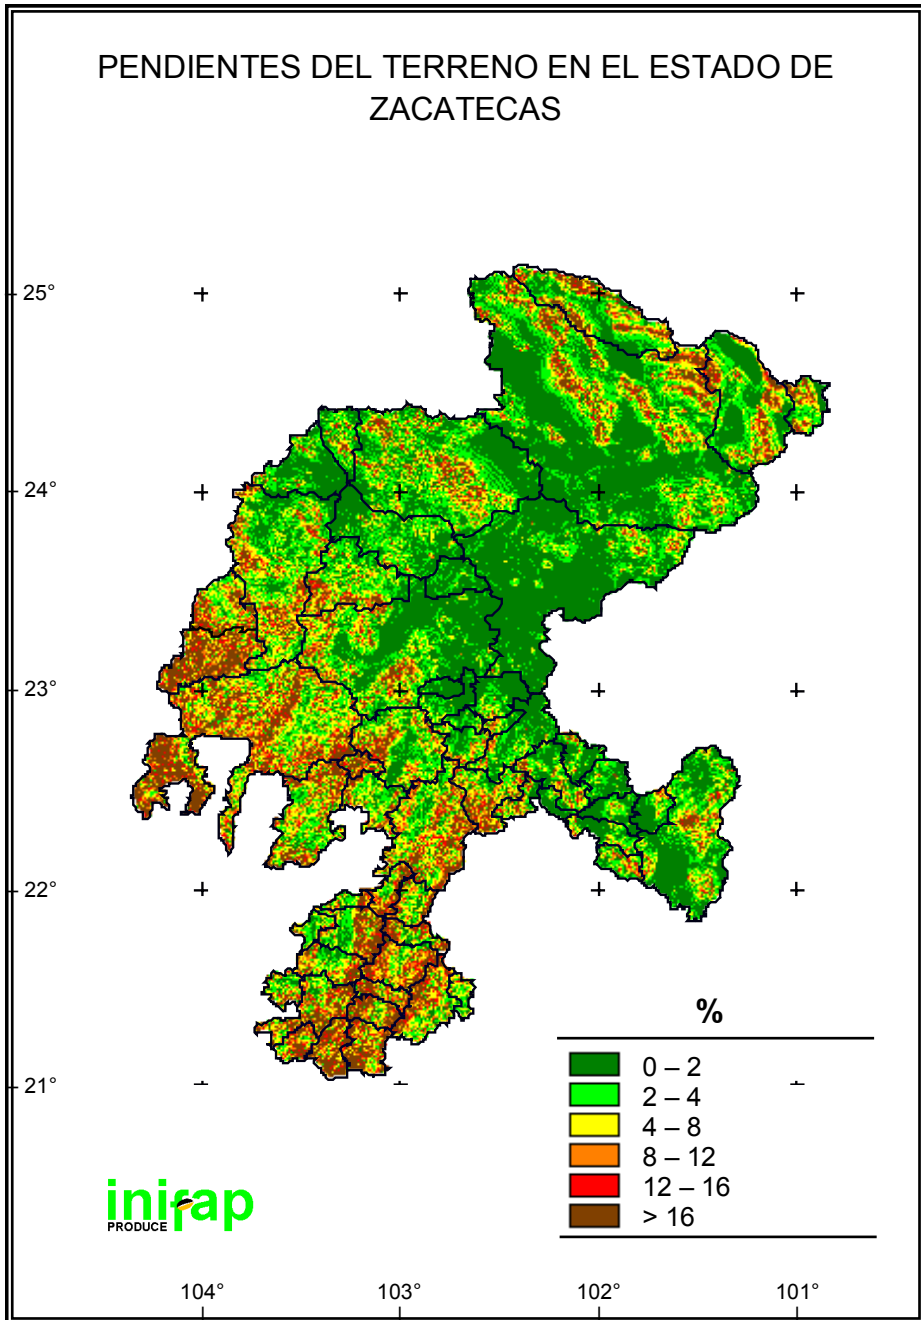 PENDIENTES DEL TERRENO EN EL ESTADO DE
ZACATECAS
25°
24°
23°
22°
21°
%
0 – 2
2 – 4
4 – 8
8 – 12
12 – 16
> 16
inifap
PRODUCE
104° 103° 102° 101°